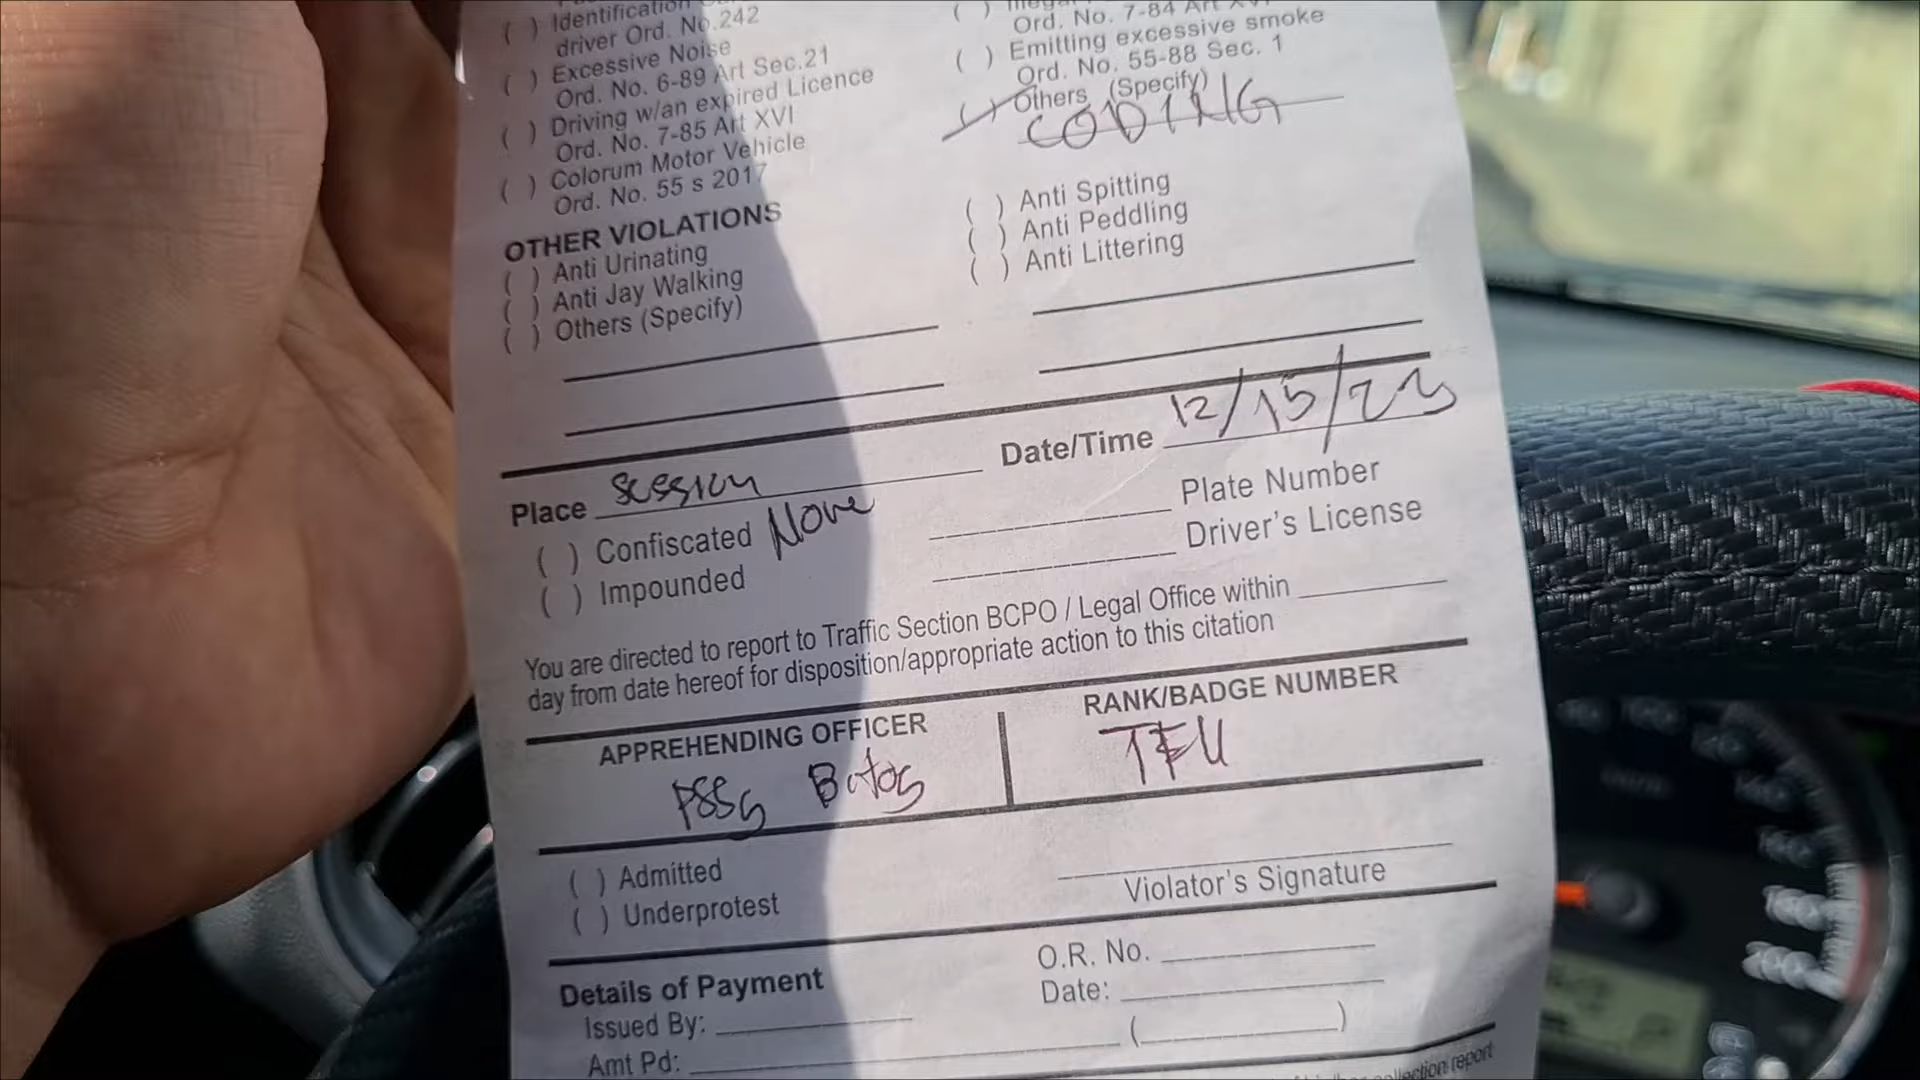 ( ) Identification
driver Ord. No.242
( ) Excessive Noise
Ord. No. 6-89 Art Sec.21
( ) Driving w/an expired Licence
Ord. No. 7-85 Art XVI
( ) Colorum Motor Vehicle
Ord. No. 55 s 2017
Ord. No. 7-84 Art
( ) Emitting excessive smoke
Ord. No. 55-88 Sec. 1
( ) Others (Specify)
CODING
OTHER VIOLATIONS
( ) Anti Urinating
( ) Anti Jay Walking
( ) Others (Specify)
( ) Anti Spitting
( ) Anti Peddling
( ) Anti Littering
Place Session Date/Time 12/15/23
( ) Confiscated None
( ) Impounded
Plate Number
Driver's License
You are directed to report to Traffic Section BCPO / Legal Office within
day from date hereof for disposition/appropriate action to this citation
APPREHENDING OFFICER
PSSg
RANK/BADGE NUMBER
TEU
( ) Admitted
( ) Underprotest
Violator's Signature
Details of Payment
Issued By:
Amt Pd:
O.R. No.
Date:
( )
collection report